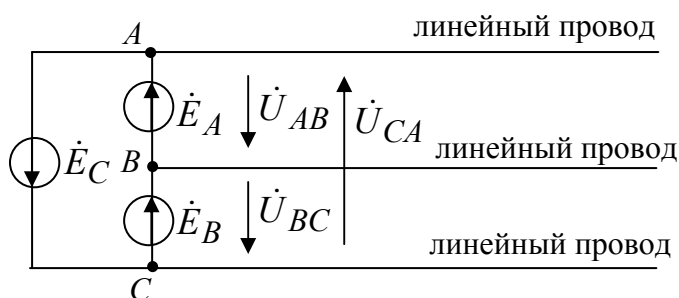 A линейный провод
Ė_A U̇_AB U̇_CA
Ė_C B линейный провод
Ė_B U̇_BC
линейный провод
C